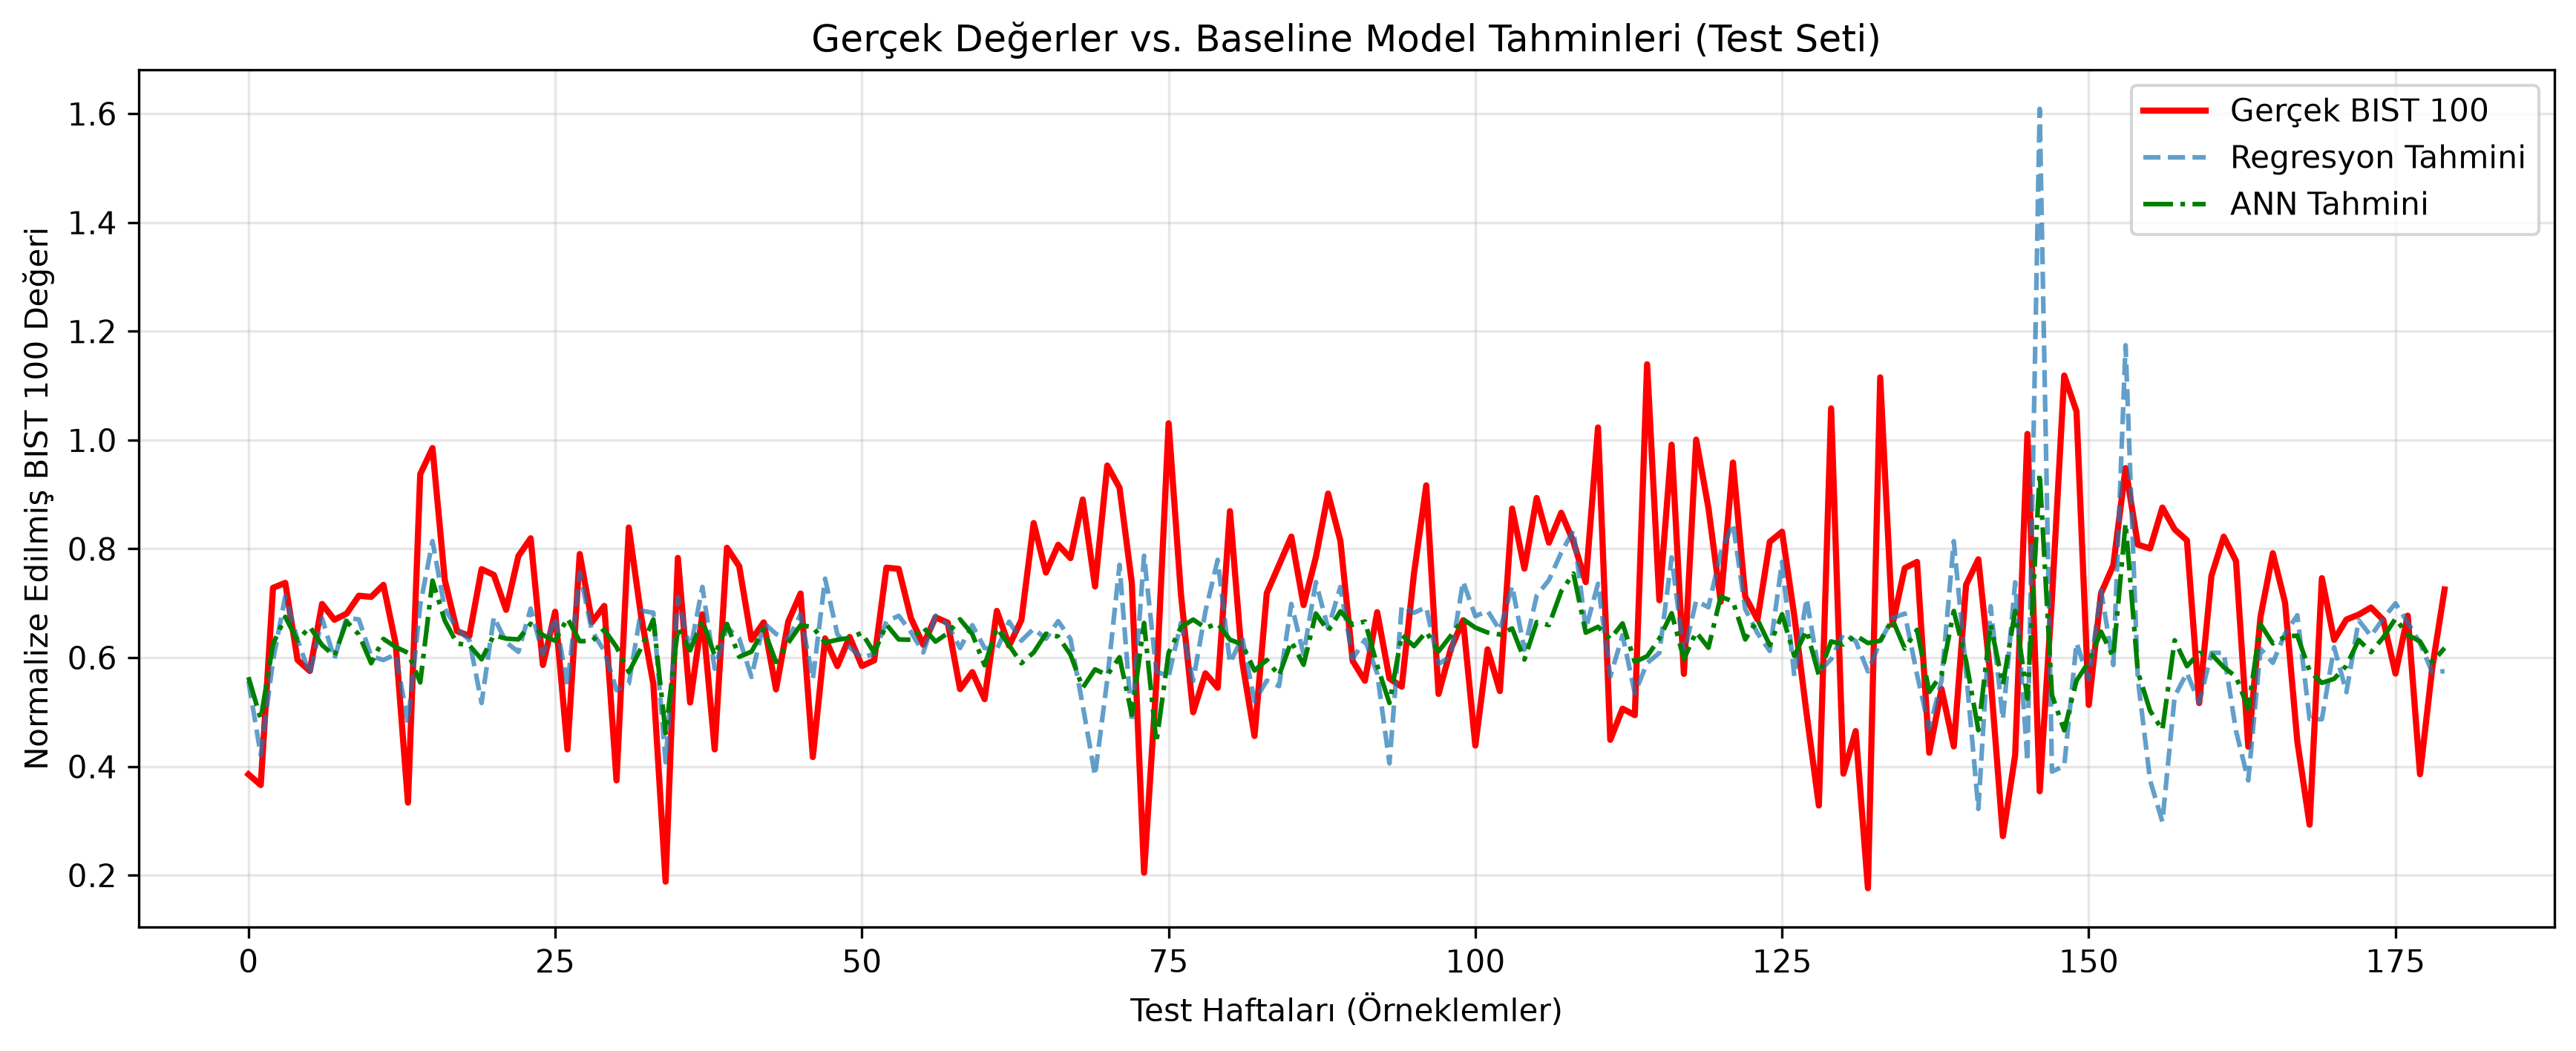 Gerçek Değerler vs. Baseline Model Tahminleri (Test Seti)
Normalize Edilmiş BIST 100 Değeri
1.6
1.4
1.2
1.0
0.8
0.6
0.4
0.2
Gerçek BIST 100
Regresyon Tahmini
ANN Tahmini
0 25 50 75 100 125 150 175
Test Haftaları (Örneklemler)